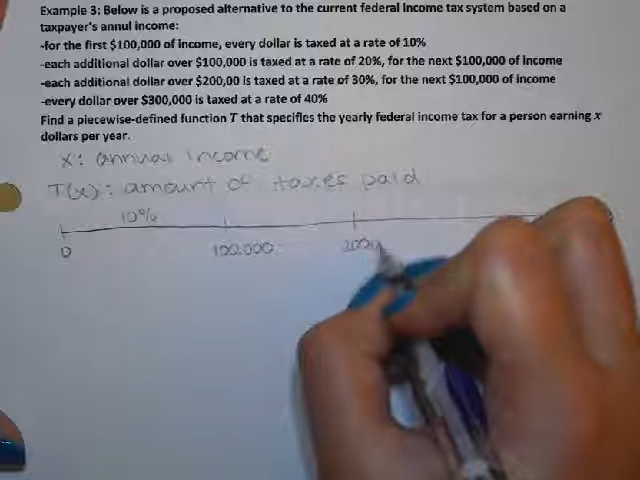 Example 3: Below is a proposed alternative to the current federal income tax system based on a
taxpayer's annul income:
-for the first $100,000 of income, every dollar is taxed at a rate of 10%
-each additional dollar over $100,000 is taxed at a rate of 20%, for the next $100,000 of income
-each additional dollar over $200,00 is taxed at a rate of 30%, for the next $100,000 of income
-every dollar over $300,000 is taxed at a rate of 40%
Find a piecewise-defined function T that specifies the yearly federal income tax for a person earning x
dollars per year.
x: annual income
T(x): amount of taxes paid
10%
0 100,000 200,